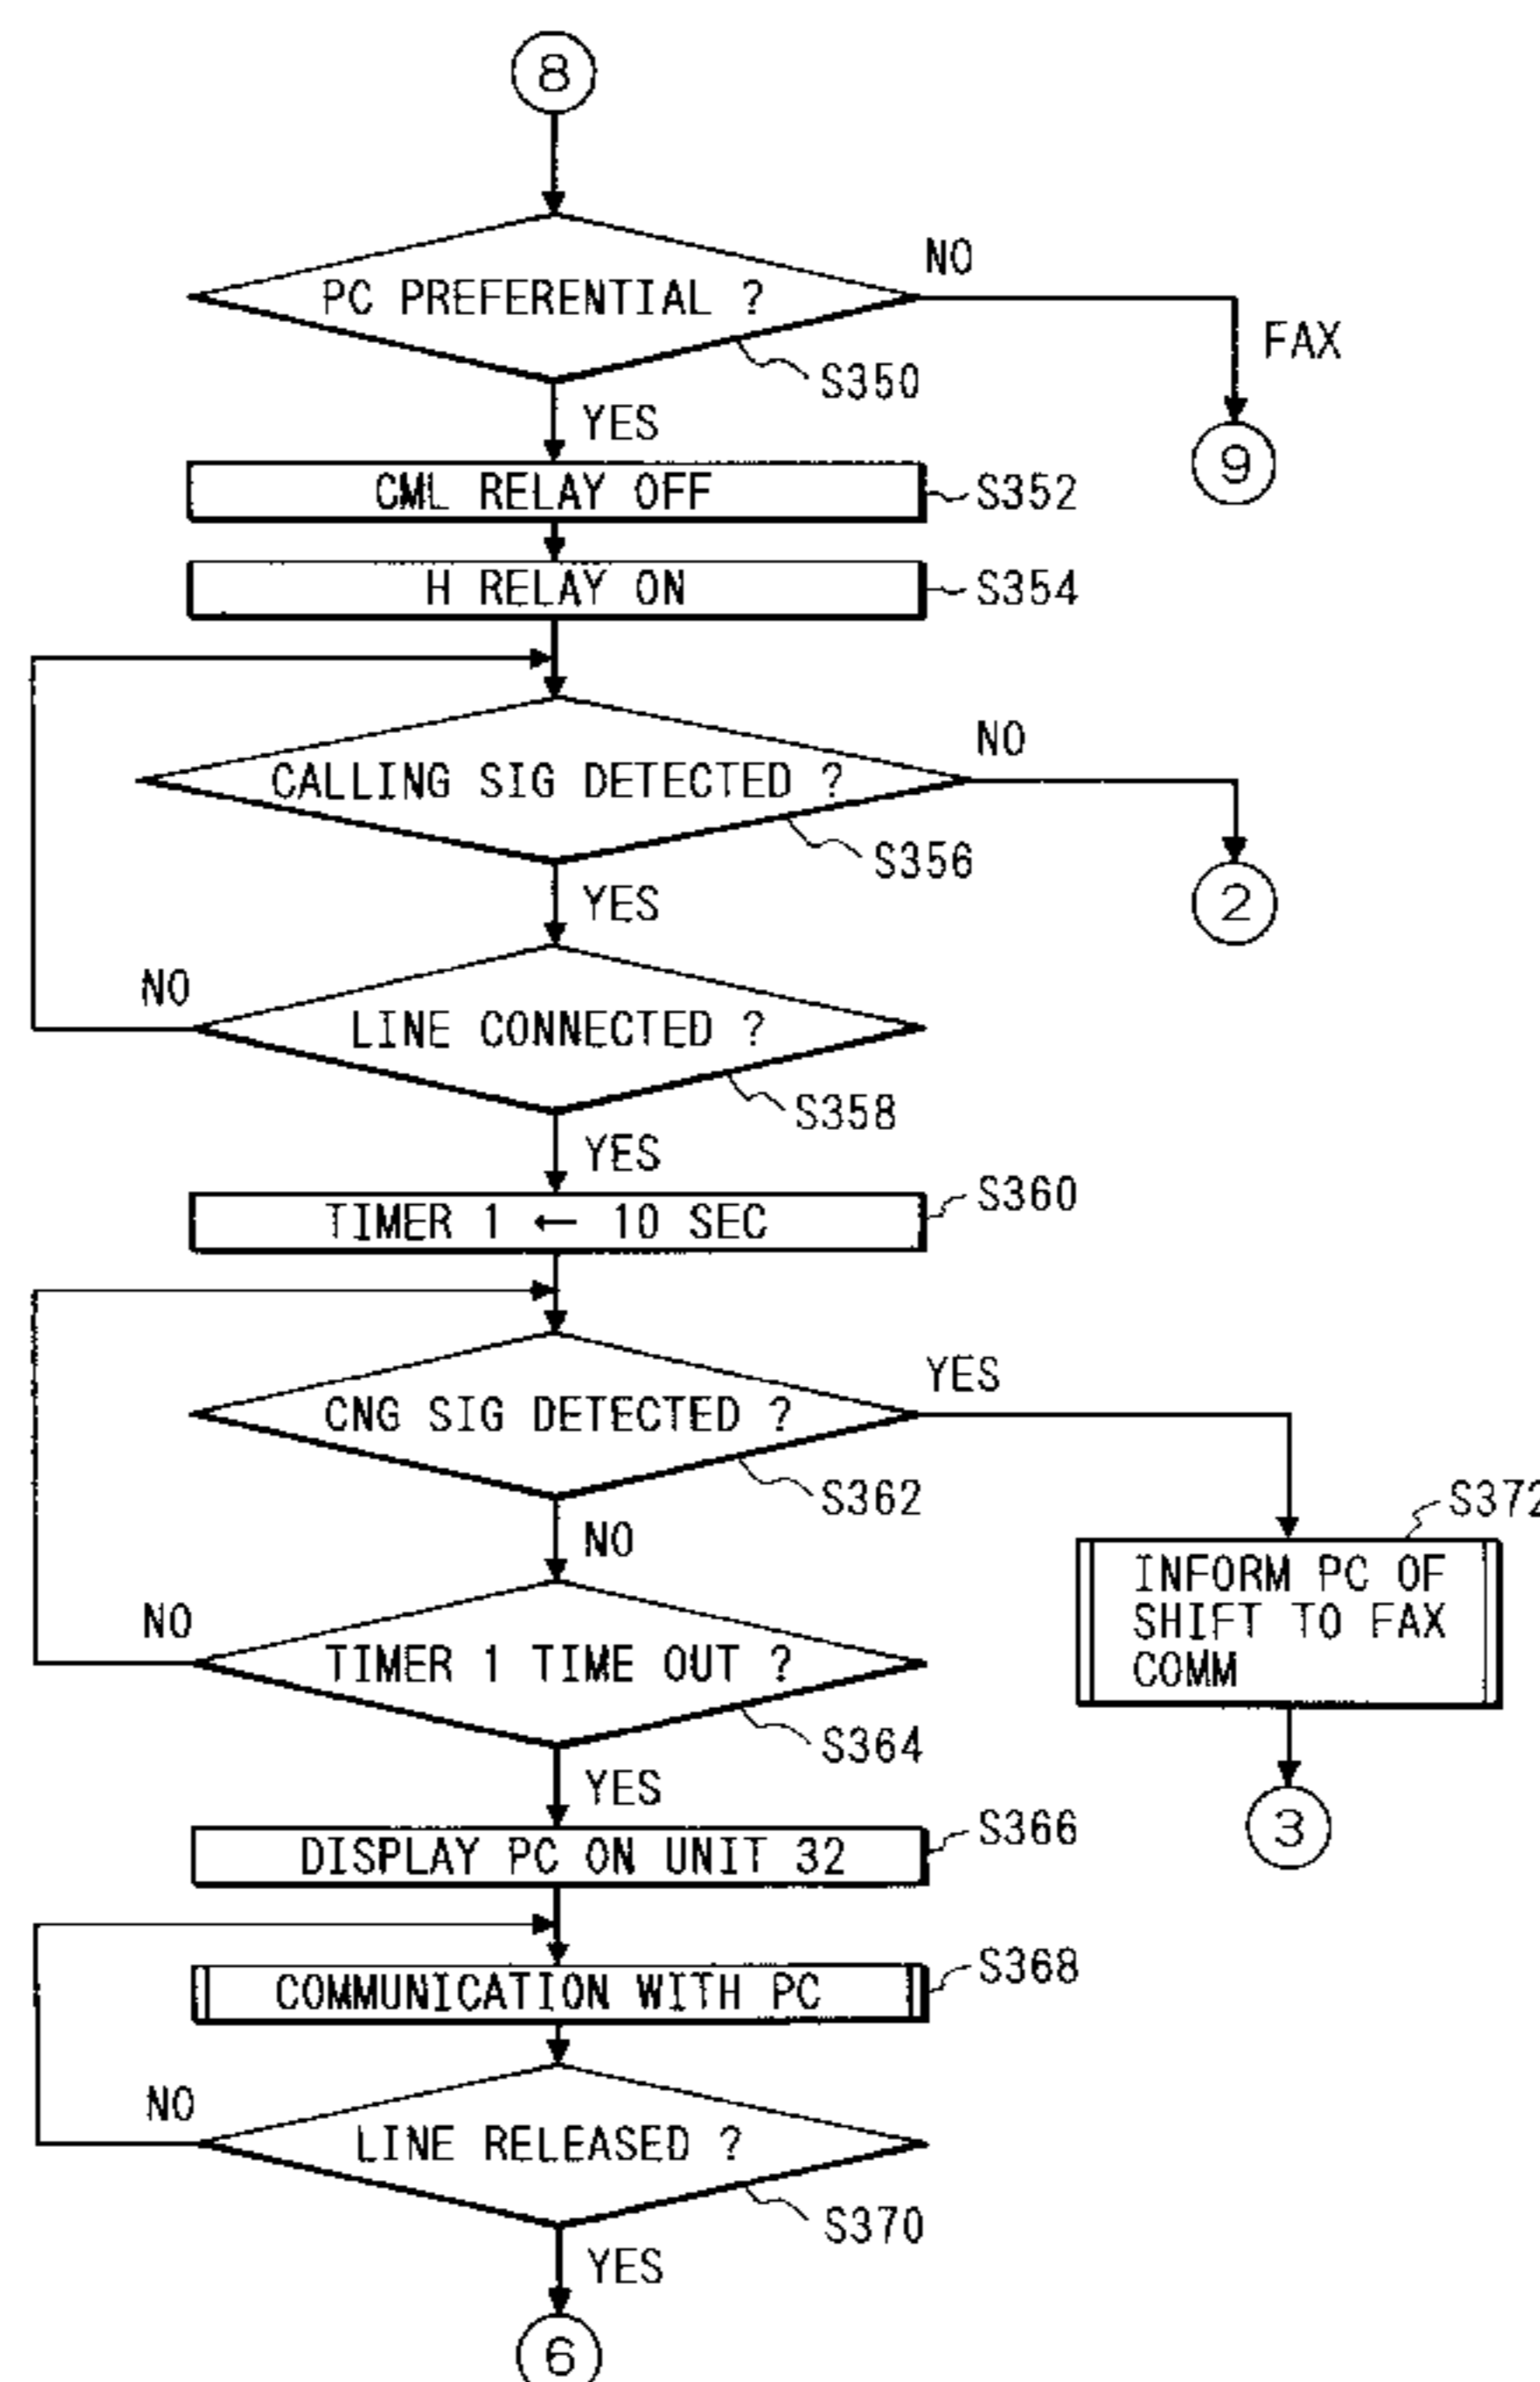 8
PC PREFERENTIAL ?
NO
FAX
S350
YES
9
CML RELAY OFF
S352
H RELAY ON
S354
CALLING SIG DETECTED ?
NO
S356
YES
2
LINE CONNECTED ?
NO
S358
YES
TIMER 1 ← 10 SEC
S360
CNG SIG DETECTED ?
YES
S362
NO
S372
INFORM PC OF
SHIFT TO FAX
COMM
TIMER 1 TIME OUT ?
NO
S364
YES
3
DISPLAY PC ON UNIT 32
S366
COMMUNICATION WITH PC
S368
LINE RELEASED ?
NO
S370
YES
6